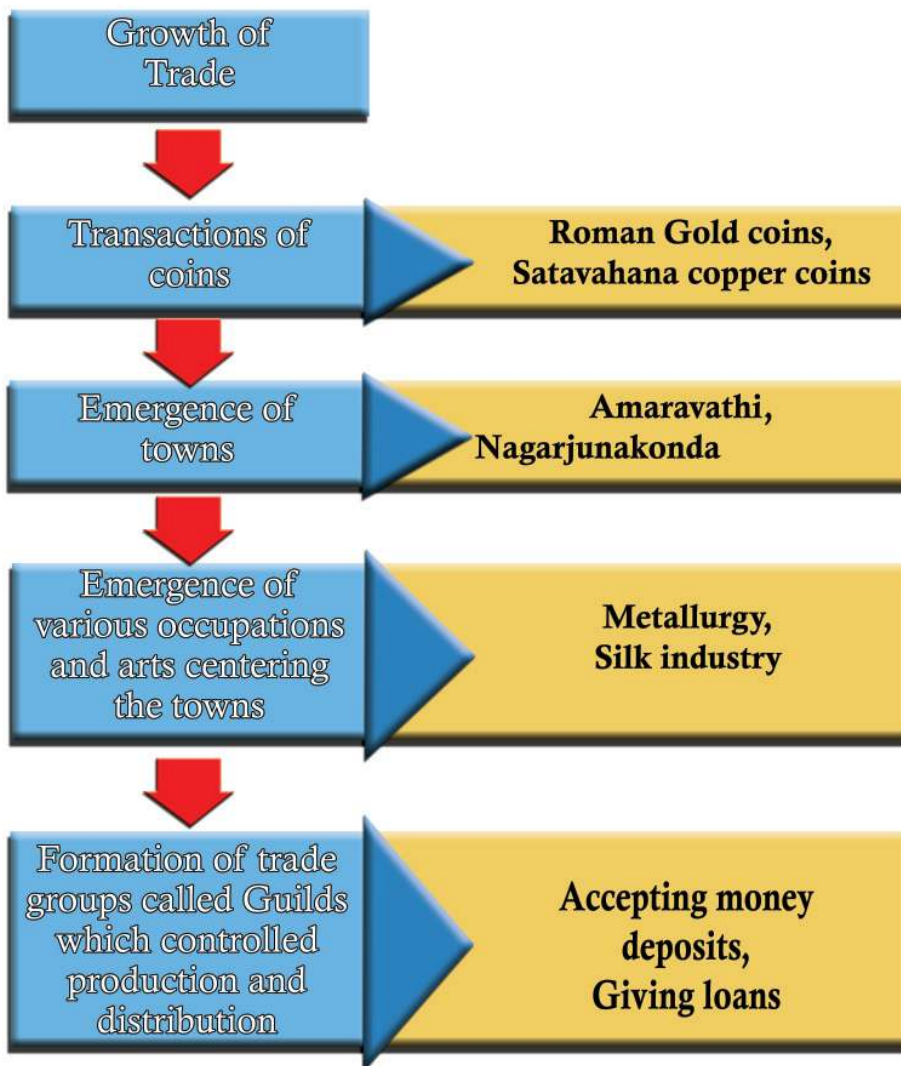 Growth of
Trade
Transactions of
coins
Roman Gold coins,
Satavahana copper coins
Emergence of
towns
Amaravathi,
Nagarjunakonda
Emergence of
various occupations
and arts centering
the towns
Metallurgy,
Silk industry
Formation of trade
groups called Guilds
which controlled
production and
distribution
Accepting money
deposits,
Giving loans